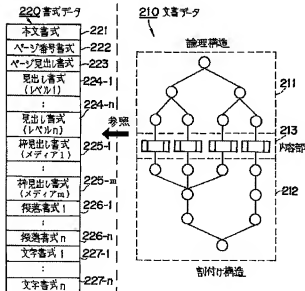 220 書式データ
本文書式 221
ページ番号書式 222
ページ見出し書式 223
見出し書式 (レベル1) 224-1
:
見出し書式 (レベルn) 224-n
枠見出し書式 (メディア1) 225-1
:
枠見出し書式 (メディアm) 225-m
段落書式1 226-1
:
段落書式n 226-n
文字書式1 227-1
:
文字書式n 227-n
参照
210 文書データ
論理構造
211
213
内容部
212
割付け構造